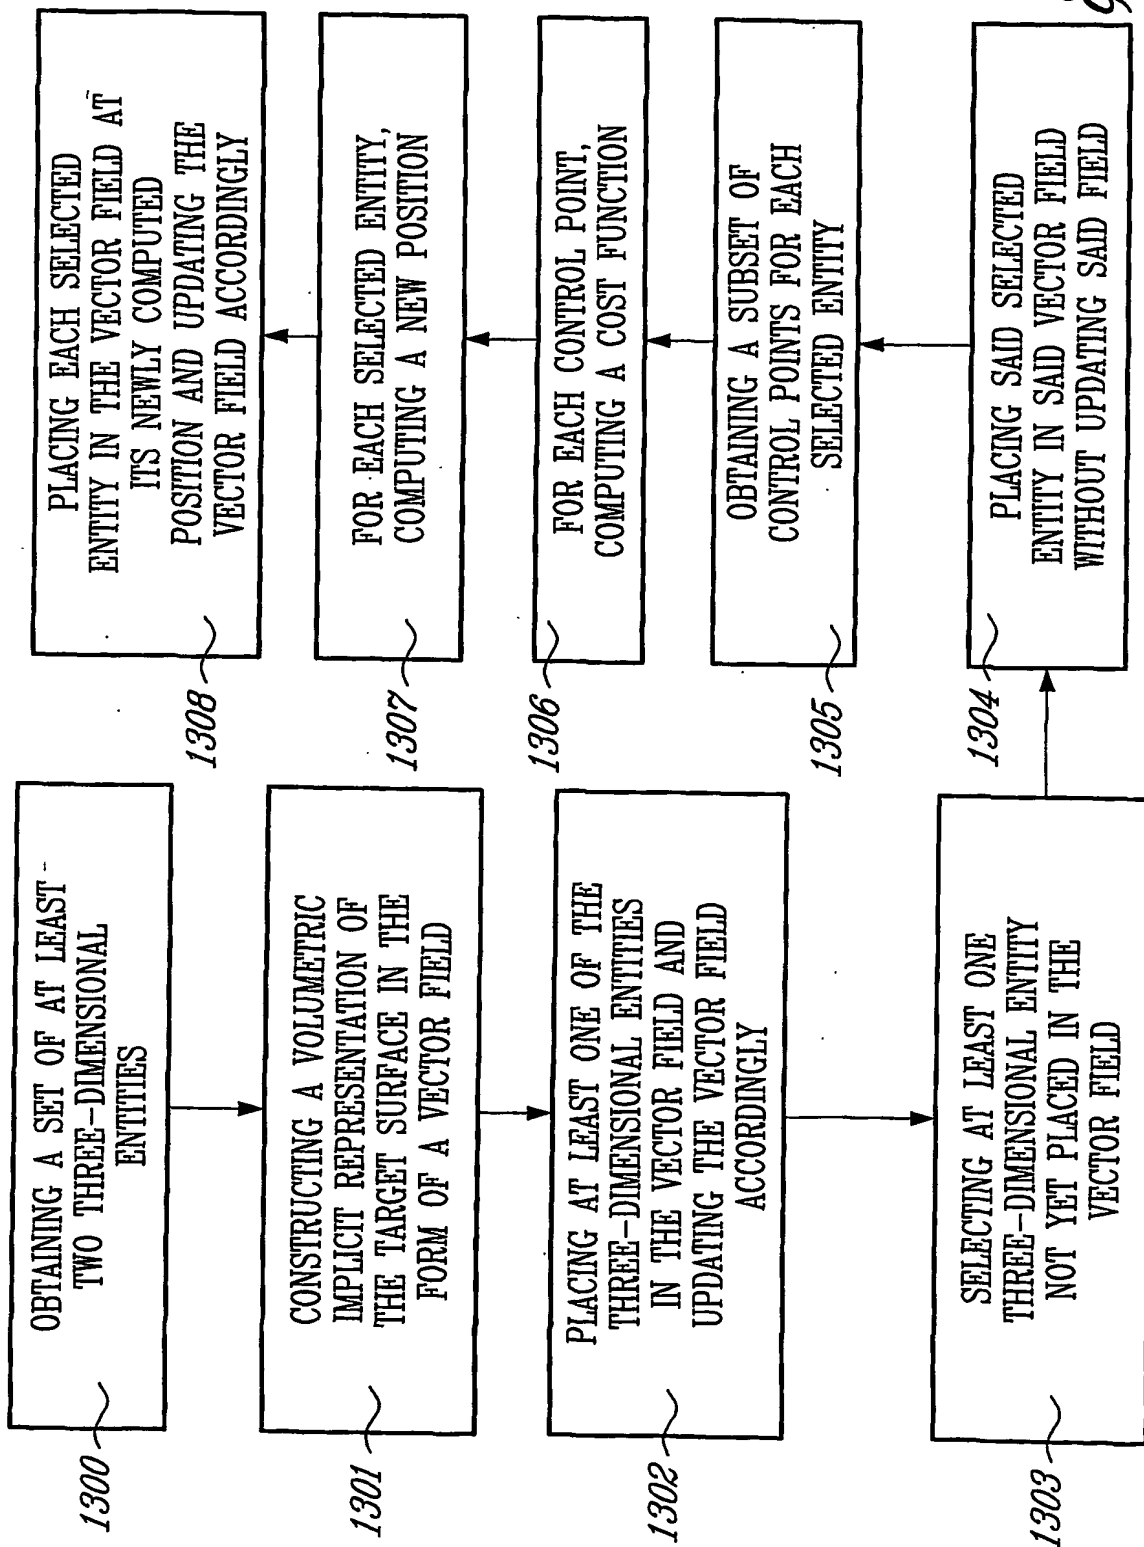 OBTAINING A SET OF AT LEAST
TWO THREE-DIMENSIONAL
ENTITIES
1300
CONSTRUCTING A VOLUMETRIC
IMPLICIT REPRESENTATION OF
THE TARGET SURFACE IN THE
FORM OF A VECTOR FIELD
1301
PLACING AT LEAST ONE OF THE
THREE-DIMENSIONAL ENTITIES
IN THE VECTOR FIELD AND
UPDATING THE VECTOR FIELD
ACCORDINGLY
1302
SELECTING AT LEAST ONE
THREE-DIMENSIONAL ENTITY
NOT YET PLACED IN THE
VECTOR FIELD
1303
PLACING SAID SELECTED
ENTITY IN SAID VECTOR FIELD
WITHOUT UPDATING SAID FIELD
1304
OBTAINING A SUBSET OF
CONTROL POINTS FOR EACH
SELECTED ENTITY
1305
FOR EACH CONTROL POINT,
COMPUTING A COST FUNCTION
1306
FOR EACH SELECTED ENTITY,
COMPUTING A NEW POSITION
1307
PLACING EACH SELECTED
ENTITY IN THE VECTOR FIELD AT
ITS NEWLY COMPUTED
POSITION AND UPDATING THE
VECTOR FIELD ACCORDINGLY
1308